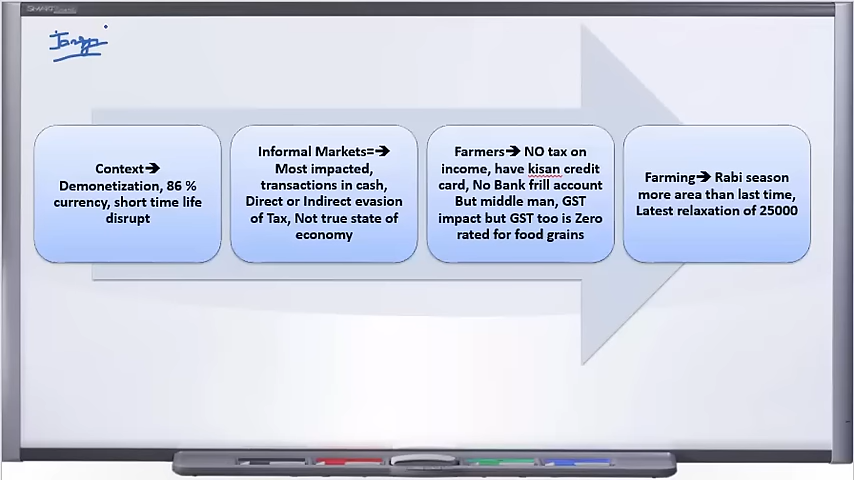 Context➔
Demonetization, 86 %
currency, short time life
disrupt
Informal Markets=➔
Most impacted,
transactions in cash,
Direct or Indirect evasion
of Tax, Not true state of
economy
Farmers➔ NO tax on
income, have kisan credit
card, No Bank frill account
But middle man, GST
impact but GST too is Zero
rated for food grains
Farming➔ Rabi season
more area than last time,
Latest relaxation of 25000